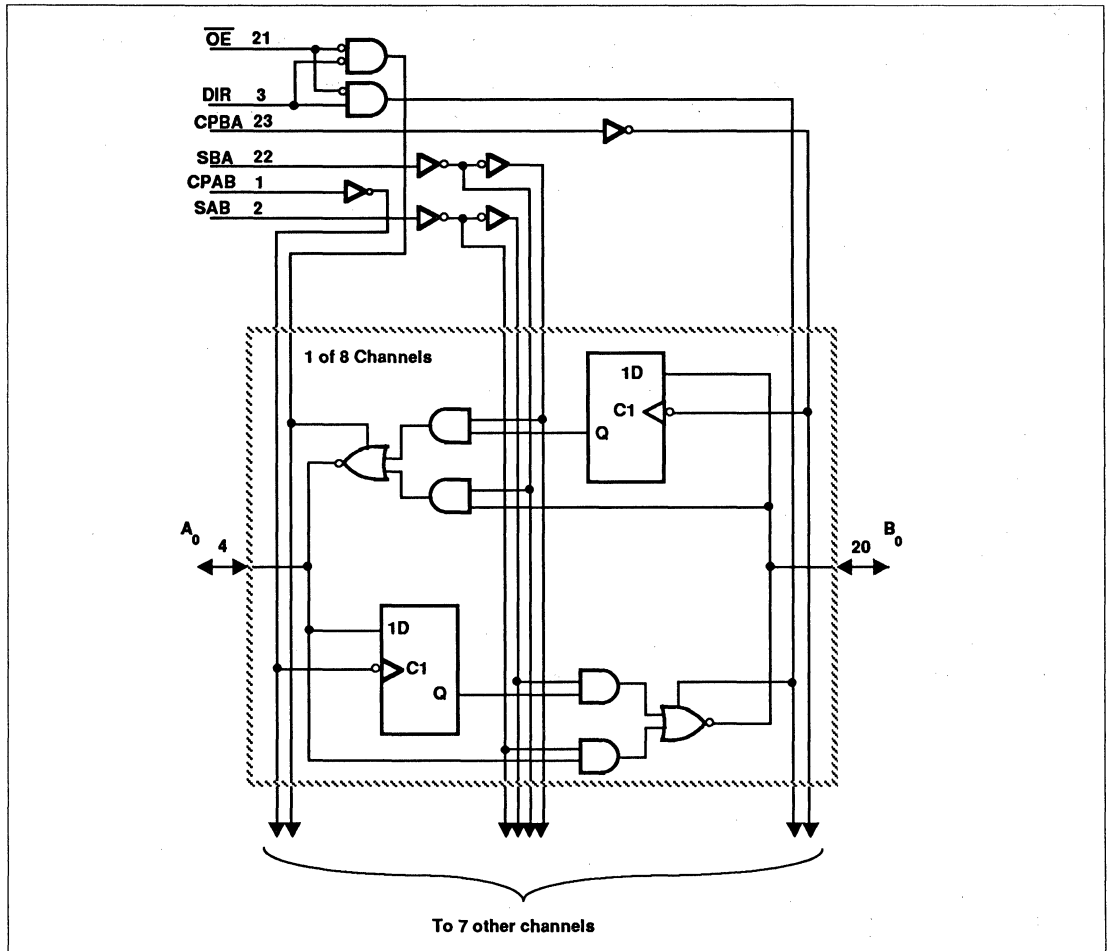 O̅E̅ 21
DIR 3
CPBA 23
SBA 22
CPAB 1
SAB 2
1 of 8 Channels
1D
C1
Q
A0
4
20
B0
1D
C1
Q
To 7 other channels